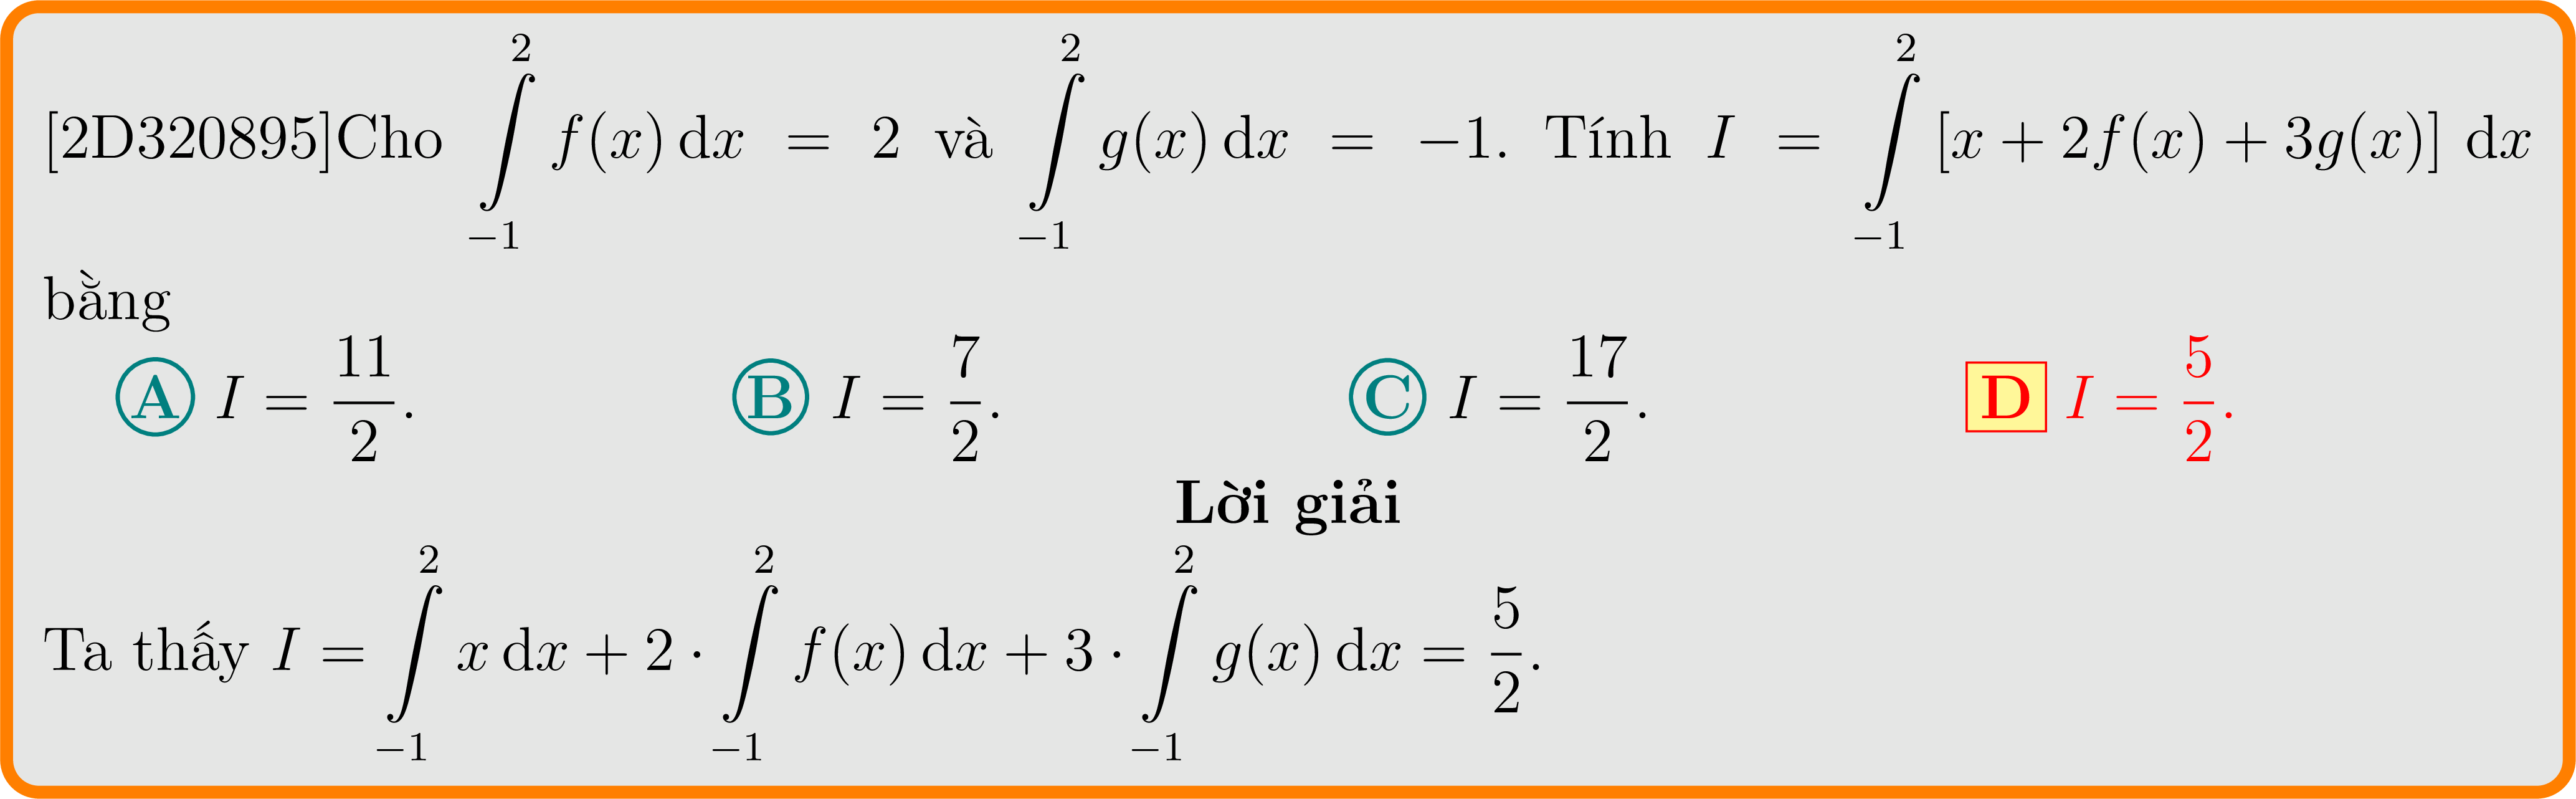 [2D320895]Cho $\int\limits_{-1}^{2} f(x)\,\mathrm{d}x = 2$ và $\int\limits_{-1}^{2} g(x)\,\mathrm{d}x = -1$. Tính $I = \int\limits_{-1}^{2} [x + 2f(x) + 3g(x)]\,\mathrm{d}x$
bằng
A $I = \frac{11}{2}$. B $I = \frac{7}{2}$. C $I = \frac{17}{2}$. D $I = \frac{5}{2}$.
Lời giải
Ta thấy $I = \int\limits_{-1}^{2} x\,\mathrm{d}x + 2 \cdot \int\limits_{-1}^{2} f(x)\,\mathrm{d}x + 3 \cdot \int\limits_{-1}^{2} g(x)\,\mathrm{d}x = \frac{5}{2}$.